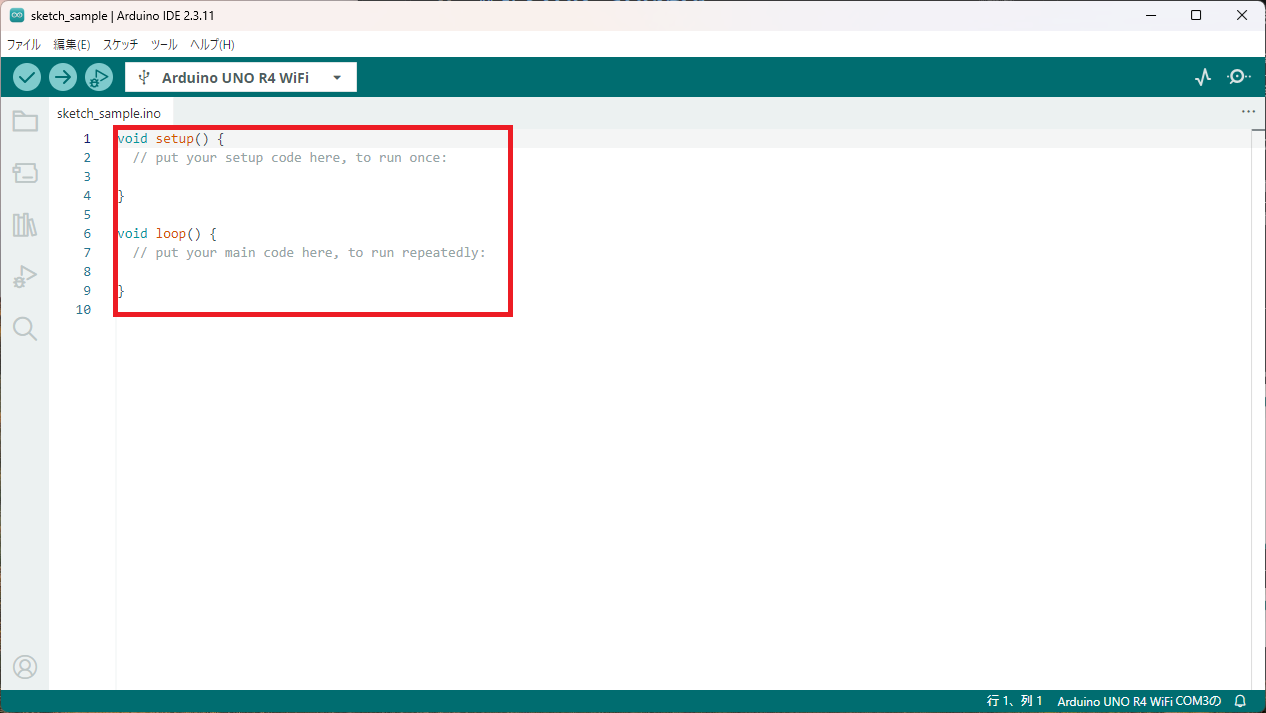 sketch_sample | Arduino IDE 2.3.11
ファイル 編集(E) スケッチ ツール ヘルプ(H)
Arduino UNO R4 WiFi
sketch_sample.ino
1 void setup() {
2 // put your setup code here, to run once:
3
4 }
5
6 void loop() {
7 // put your main code here, to run repeatedly:
8
9 }
10
行 1、列 1 Arduino UNO R4 WiFi COM3の